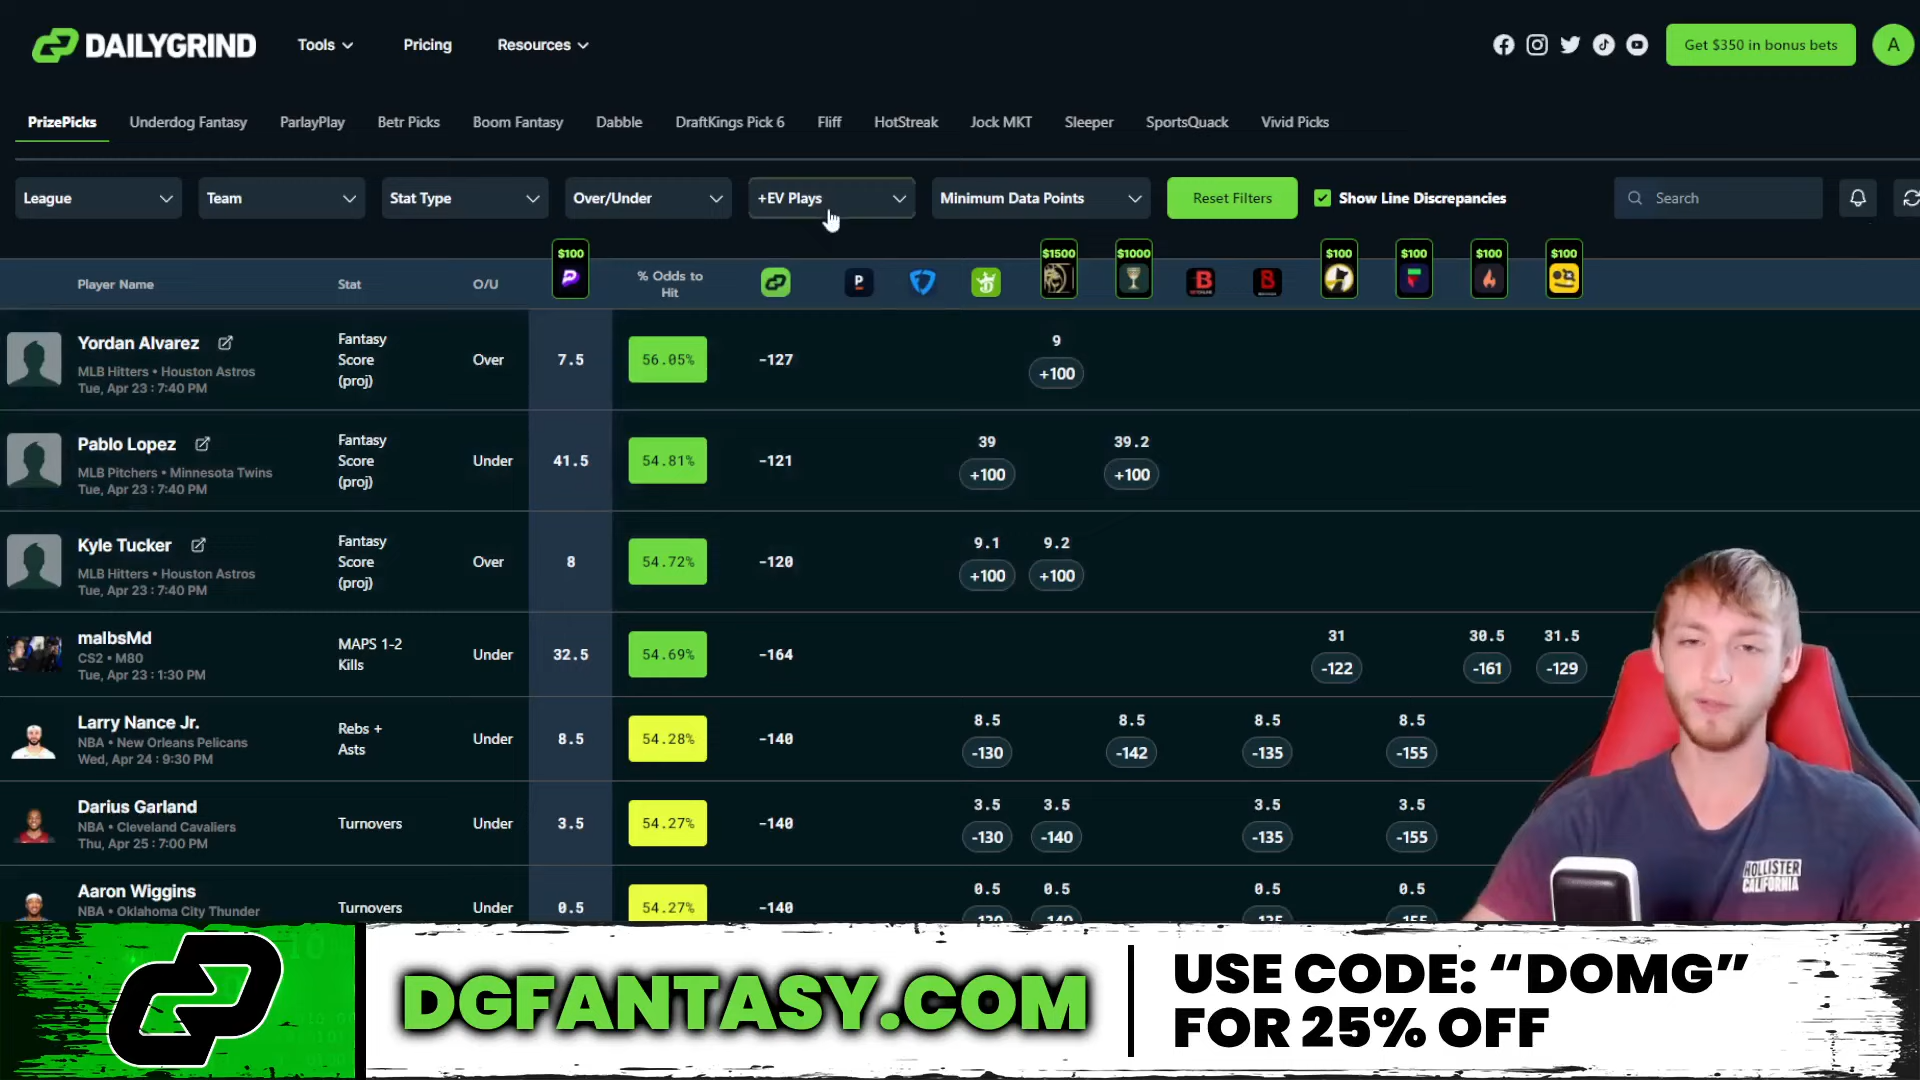 DAILYGRIND
Tools
Pricing
Resources
Get $350 in bonus bets
A
PrizePicks
Underdog Fantasy
ParlayPlay
Betr Picks
Boom Fantasy
Dabble
DraftKings Pick 6
Fliff
HotStreak
Jock MKT
Sleeper
SportsQuack
Vivid Picks
League
Team
Stat Type
Over/Under
+EV Plays
Minimum Data Points
Reset Filters
Show Line Discrepancies
Search
Player Name
Stat
O/U
$100
% Odds to
Hit
P
$1500
$1000
B
B
$100
$100
$100
$100
Yordan Alvarez
MLB Hitters • Houston Astros
Tue, Apr 23 : 7:40 PM
Fantasy
Score
(proj)
Over
7.5
56.05%
-127
9
+100
Pablo Lopez
MLB Pitchers • Minnesota Twins
Tue, Apr 23 : 7:40 PM
Fantasy
Score
(proj)
Under
41.5
54.81%
-121
39
+100
39.2
+100
Kyle Tucker
MLB Hitters • Houston Astros
Tue, Apr 23 : 7:40 PM
Fantasy
Score
(proj)
Over
8
54.72%
-120
9.1
+100
9.2
+100
malbsMd
CS2 • M80
Tue, Apr 23 : 1:30 PM
MAPS 1-2
Kills
Under
32.5
54.69%
-164
31
-122
30.5
-161
31.5
-129
Larry Nance Jr.
NBA • New Orleans Pelicans
Wed, Apr 24 : 9:30 PM
Rebs +
Asts
Under
8.5
54.28%
-140
8.5
-130
8.5
-142
8.5
-135
8.5
-155
Darius Garland
NBA • Cleveland Cavaliers
Thu, Apr 25 : 7:00 PM
Turnovers
Under
3.5
54.27%
-140
3.5
-130
3.5
-140
3.5
-135
3.5
-155
Aaron Wiggins
NBA • Oklahoma City Thunder
Turnovers
Under
0.5
54.27%
-140
0.5
-130
0.5
-140
0.5
-135
0.5
-155
HOLLISTER
CALIFORNIA
DGFANTASY.COM
USE CODE: “DOMG”
FOR 25% OFF